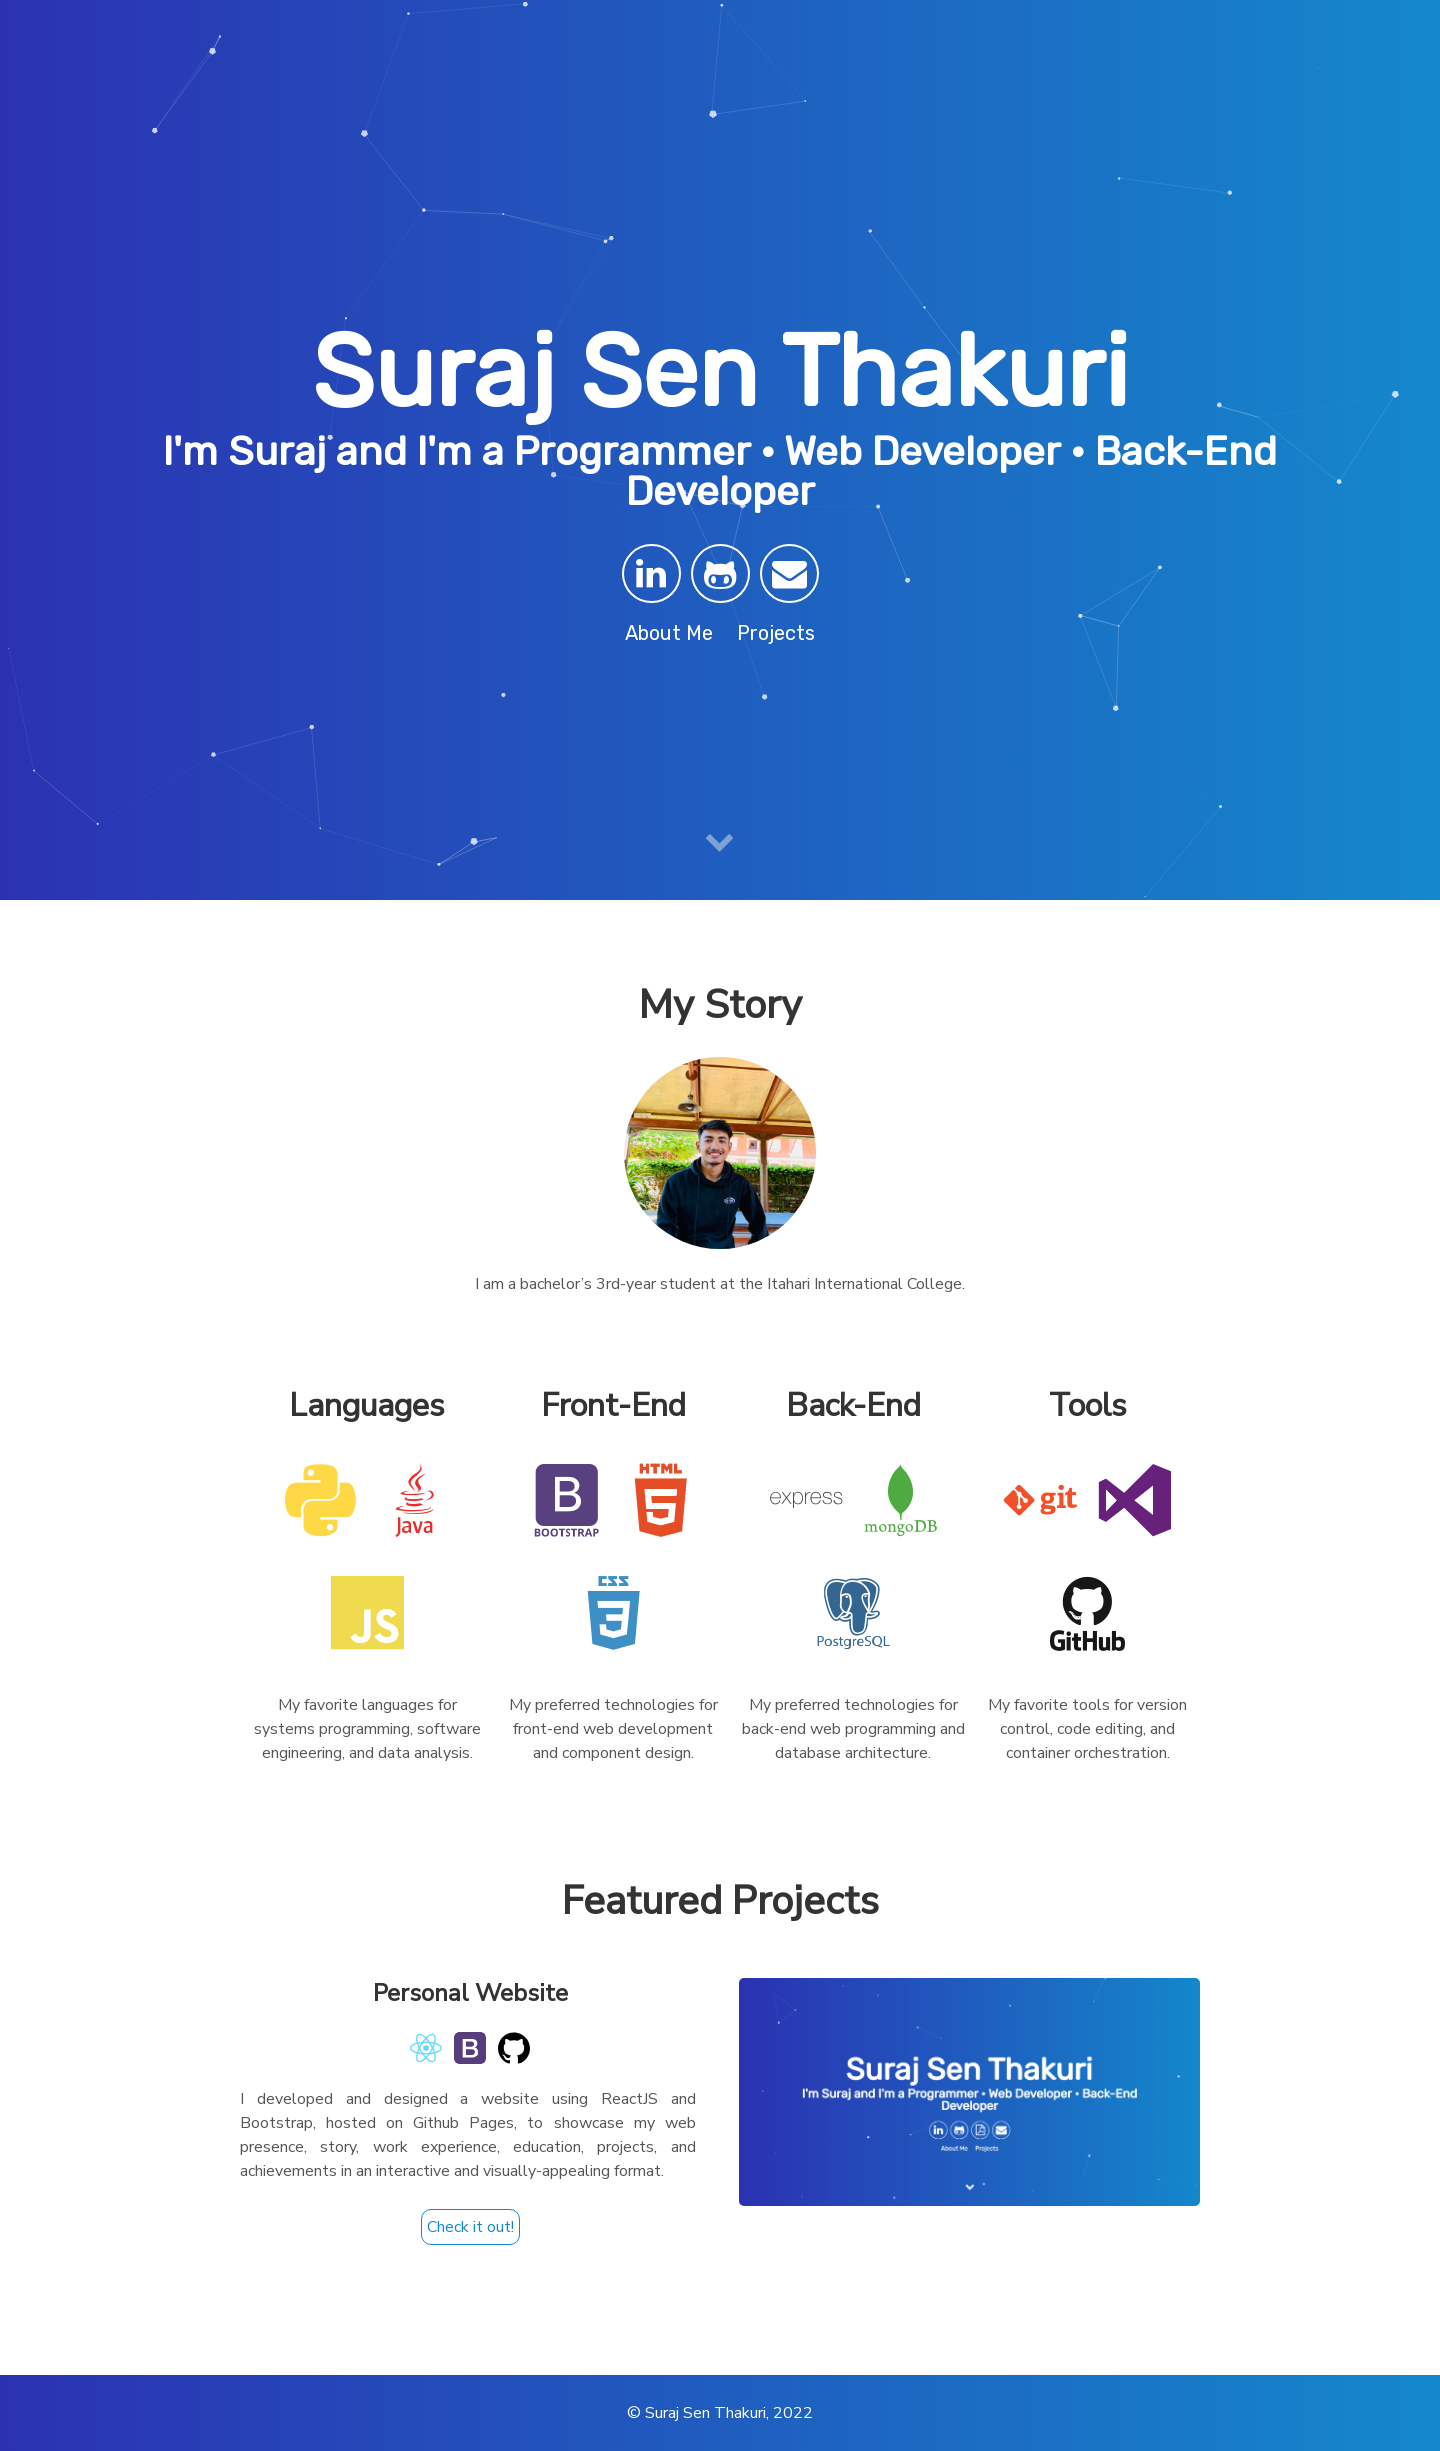 Suraj Sen Thakuri
I'm Suraj and I'm a Programmer • Web Developer • Back-End
Developer
in
About Me Projects
My Story
I am a bachelor's 3rd-year student at the Itahari International College.
Languages
Front-End
Back-End
Tools
Java
B
BOOTSTRAP
HTML
5
express
mongoDB
git
JS
CSS
3
PostgreSQL
GitHub
My favorite languages for
systems programming, software
engineering, and data analysis.
My preferred technologies for
front-end web development
and component design.
My preferred technologies for
back-end web programming and
database architecture.
My favorite tools for version
control, code editing, and
container orchestration.
Featured Projects
Personal Website
B
I developed and designed a website using ReactJS and
Bootstrap, hosted on Github Pages, to showcase my web
presence, story, work experience, education, projects, and
achievements in an interactive and visually-appealing format.
Check it out!
Suraj Sen Thakuri
I'm Suraj and I'm a Programmer • Web Developer • Back-End
Developer
in
About Me Projects
© Suraj Sen Thakuri, 2022